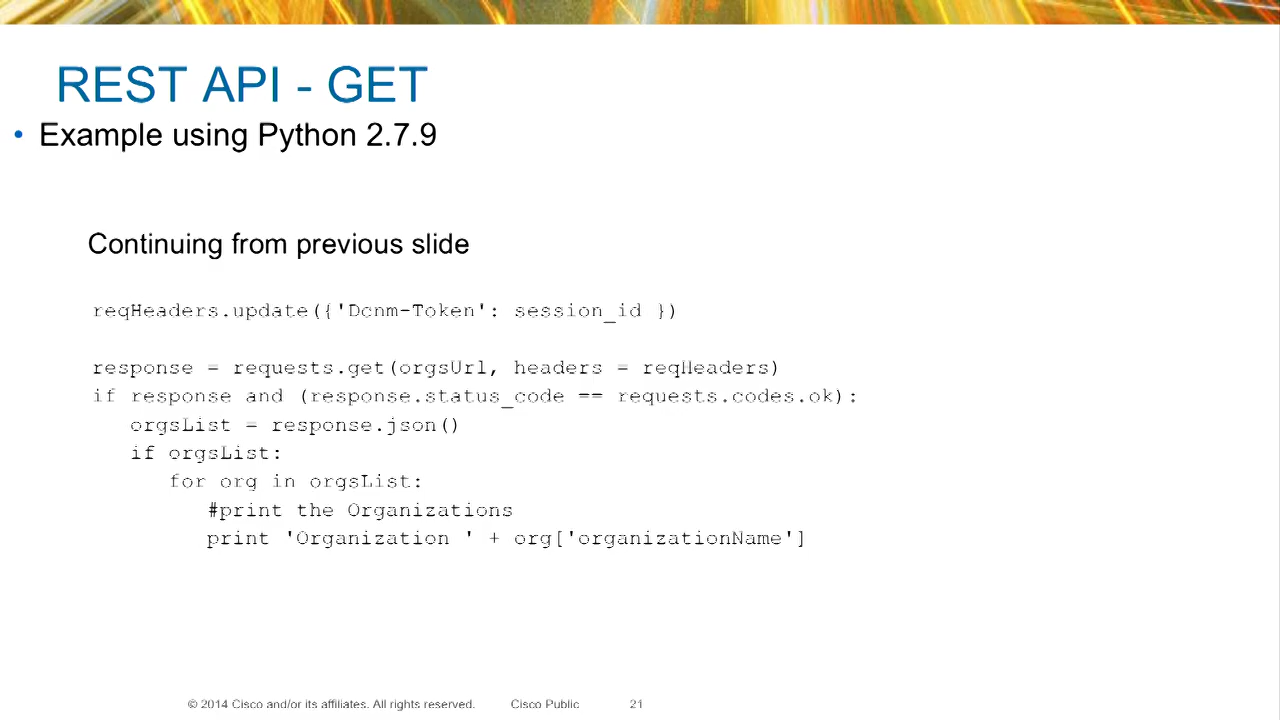 REST API - GET
• Example using Python 2.7.9
Continuing from previous slide
reqHeaders.update({'Dcnm-Token': session_id })
response = requests.get(orgsUrl, headers = reqHeaders)
if response and (response.status_code == requests.codes.ok):
orgsList = response.json()
if orgsList:
for org in orgsList:
#print the Organizations
print 'Organization ' + org['organizationName']
© 2014 Cisco and/or its affiliates. All rights reserved. Cisco Public 21